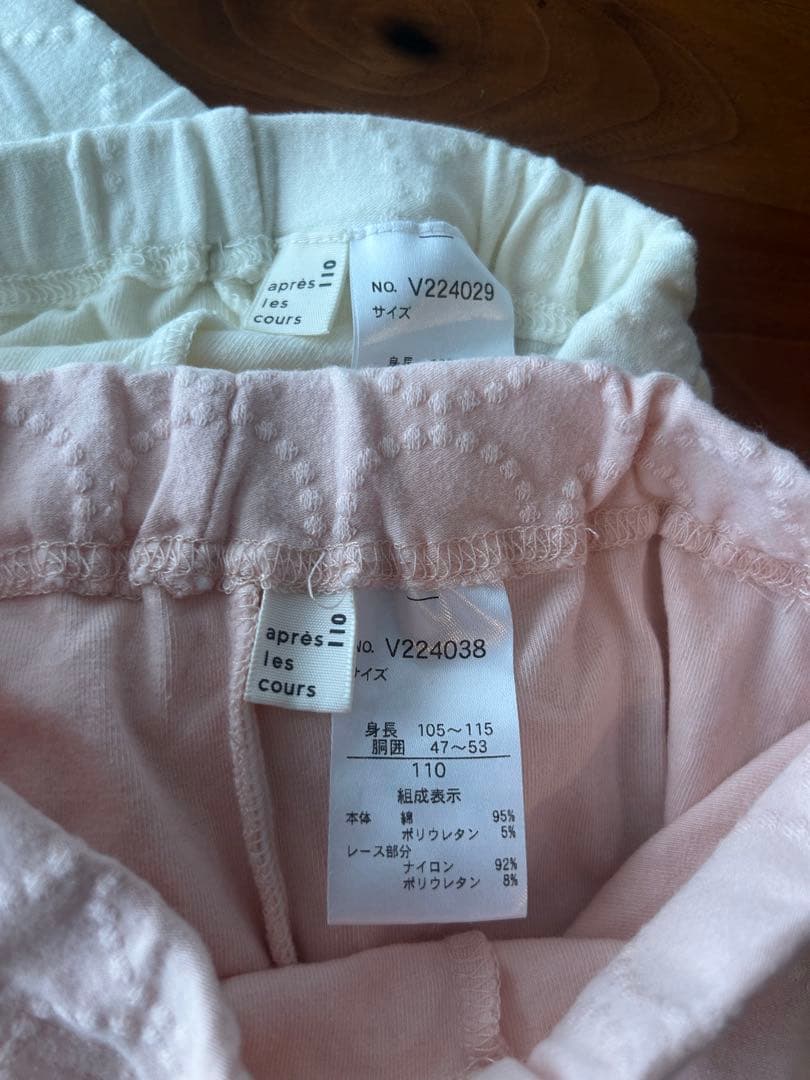 après
les
cours
110
NO. V224029
サイズ
身長
après
les
cours
110
NO. V224038
サイズ
身長 105～115
胴囲 47～53
110
組成表示
本体 綿 95%
ポリウレタン 5%
レース部分
ナイロン 92%
ポリウレタン 8%